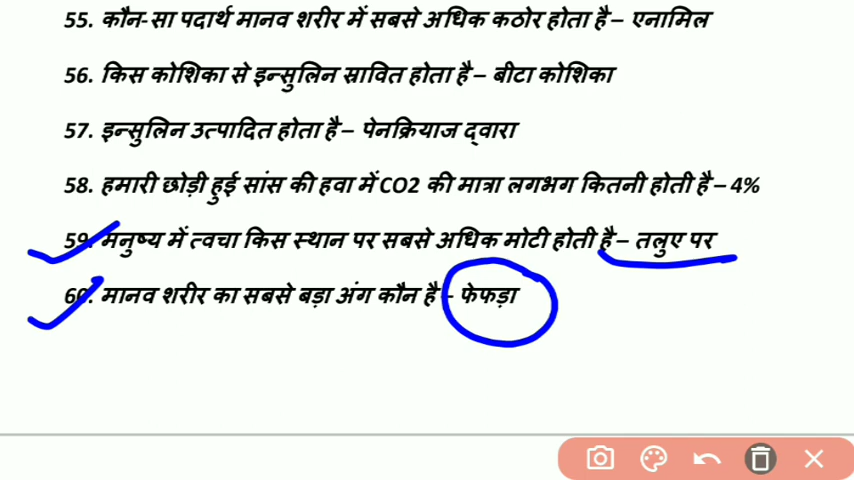 55. कौन-सा पदार्थ मानव शरीर में सबसे अधिक कठोर होता है – एनामिल
56. किस कोशिका से इन्सुलिन स्रावित होता है – बीटा कोशिका
57. इन्सुलिन उत्पादित होता है – पेनक्रियाज द्वारा
58. हमारी छोड़ी हुई सांस की हवा में CO2 की मात्रा लगभग कितनी होती है – 4%
59. मनुष्य में त्वचा किस स्थान पर सबसे अधिक मोटी होती है – तलुए पर
60. मानव शरीर का सबसे बड़ा अंग कौन है – फेफड़ा